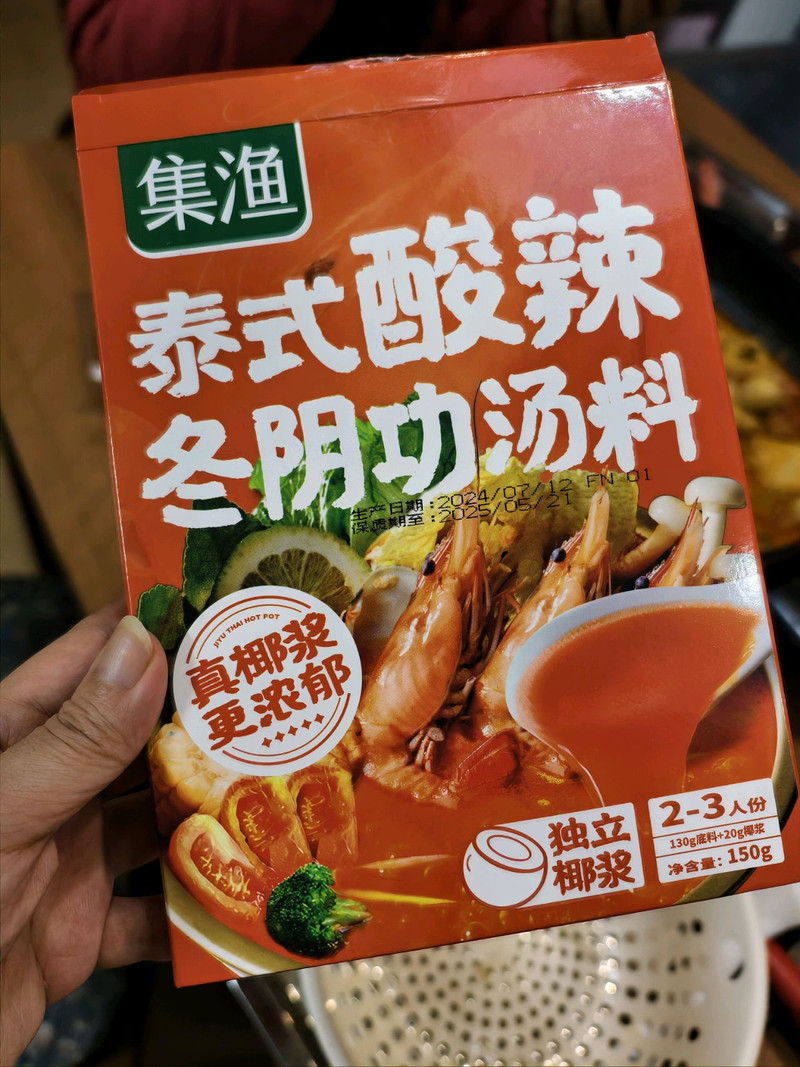 集渔
泰式酸辣
冬阴功汤料
生产日期:2024/07/12 FN 01
保质期至:2025/05/21
JIYU THAI HOT POT
真椰浆
更浓郁
独立
椰浆
2-3人份
130g底料+20g椰浆
净含量:150g